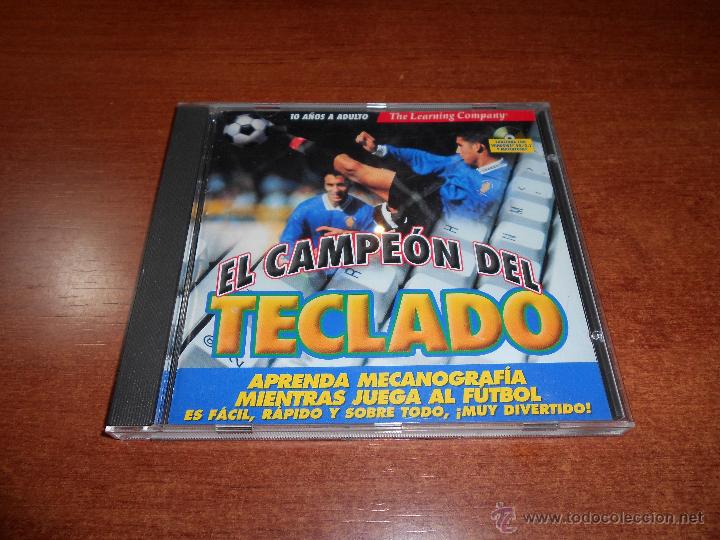 10 AÑOS A ADULTO
The Learning Company®
EL CAMPEÓN DEL
TECLADO
APRENDA MECANOGRAFÍA
MIENTRAS JUEGA AL FÚTBOL
ES FÁCIL, RÁPIDO Y SOBRE TODO, ¡MUY DIVERTIDO!
todocoleccion
www.todocoleccion.net